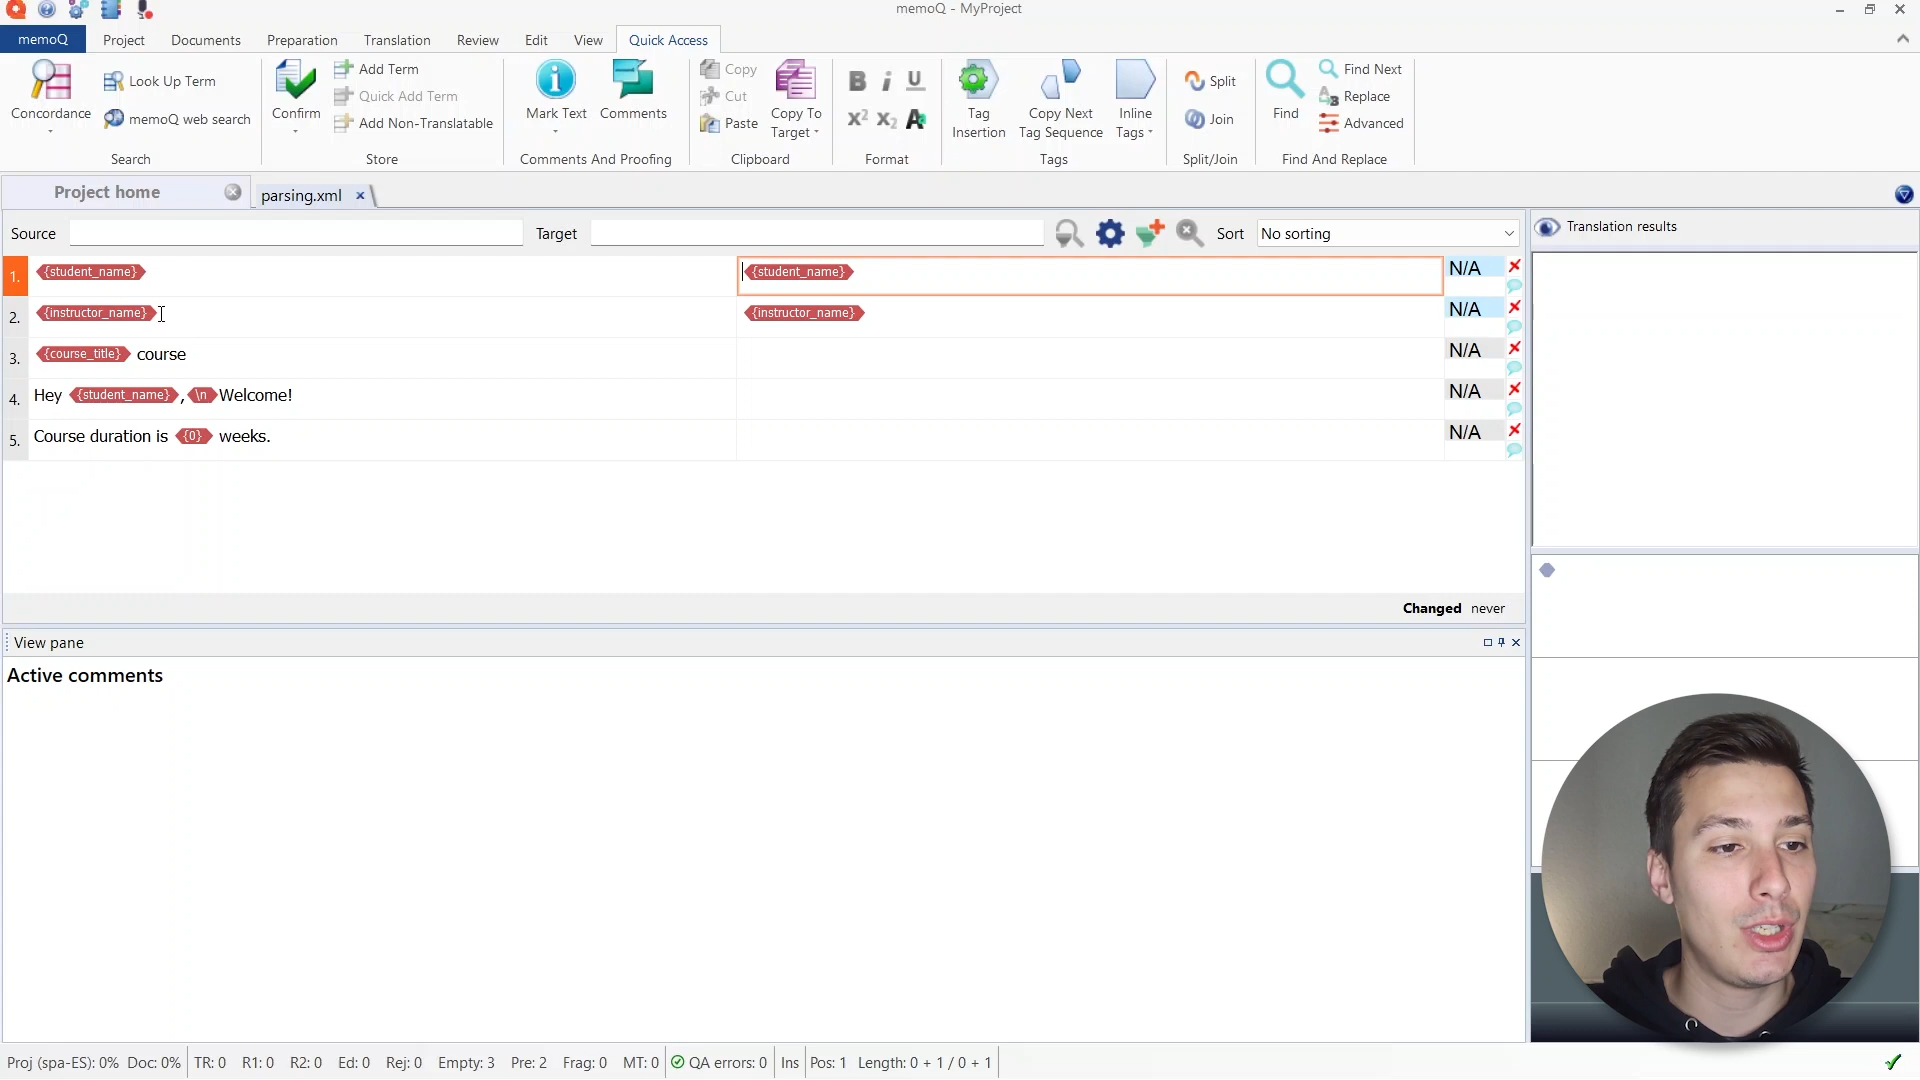 memoQ - MyProject
memoQ Project Documents Preparation Translation Review Edit View Quick Access
Concordance
Look Up Term
memoQ web search
Search
Confirm
Add Term
Quick Add Term
Add Non-Translatable
Store
Mark Text
Comments
Comments And Proofing
Copy
Cut
Paste
Copy To
Target
Clipboard
B i U
X² X₂ A
Format
Tag
Insertion
Copy Next
Tag Sequence
Inline
Tags
Tags
Split
Join
Split/Join
Find
Find Next
Replace
Advanced
Find And Replace
Project home parsing.xml
Source Target Sort No sorting
1. {student_name} {student_name} N/A
2. {instructor_name} {instructor_name} N/A
3. {course_title} course N/A
4. Hey {student_name}, \n Welcome! N/A
5. Course duration is {0} weeks. N/A
Changed never
View pane
Active comments
Translation results
Proj (spa-ES): 0% Doc: 0% TR: 0 R1: 0 R2: 0 Ed: 0 Rej: 0 Empty: 3 Pre: 2 Frag: 0 MT: 0 QA errors: 0 Ins Pos: 1 Length: 0 + 1 / 0 + 1